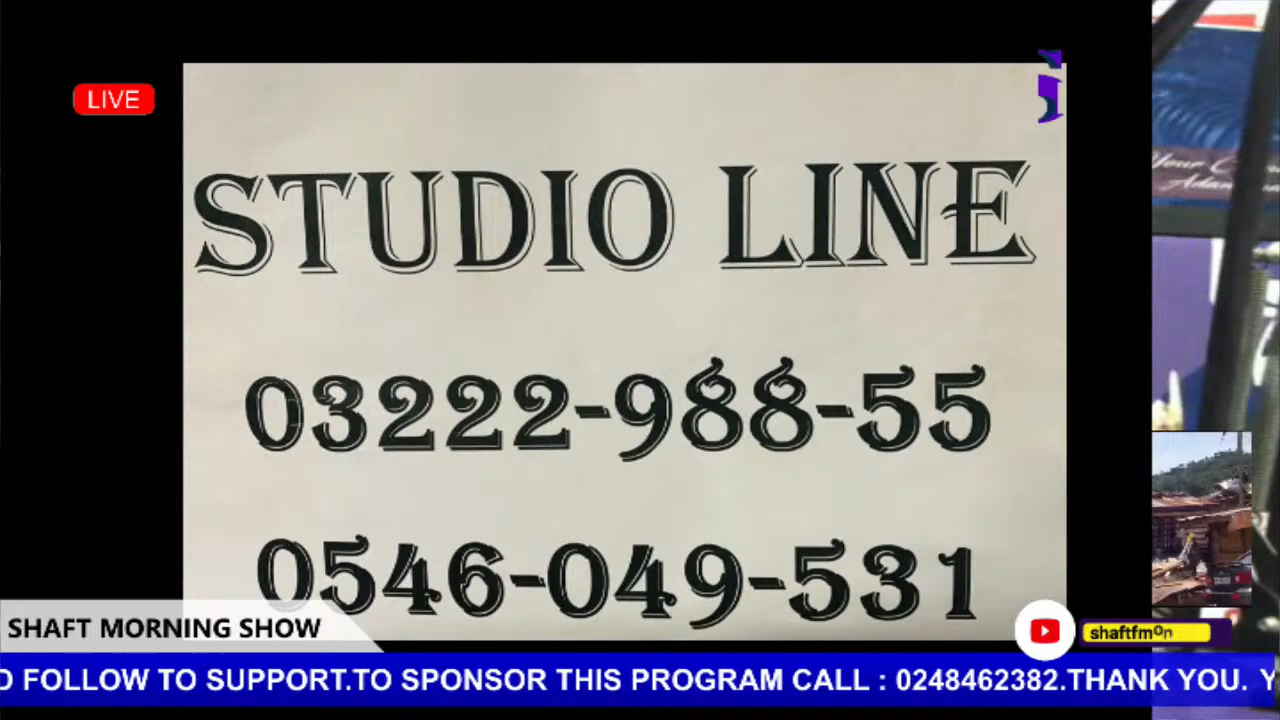 LIVE
STUDIO LINE
03222-988-55
0546-049-531
SHAFT MORNING SHOW
FOLLOW TO SUPPORT.TO SPONSOR THIS PROGRAM CALL : 0248462382.THANK YOU.